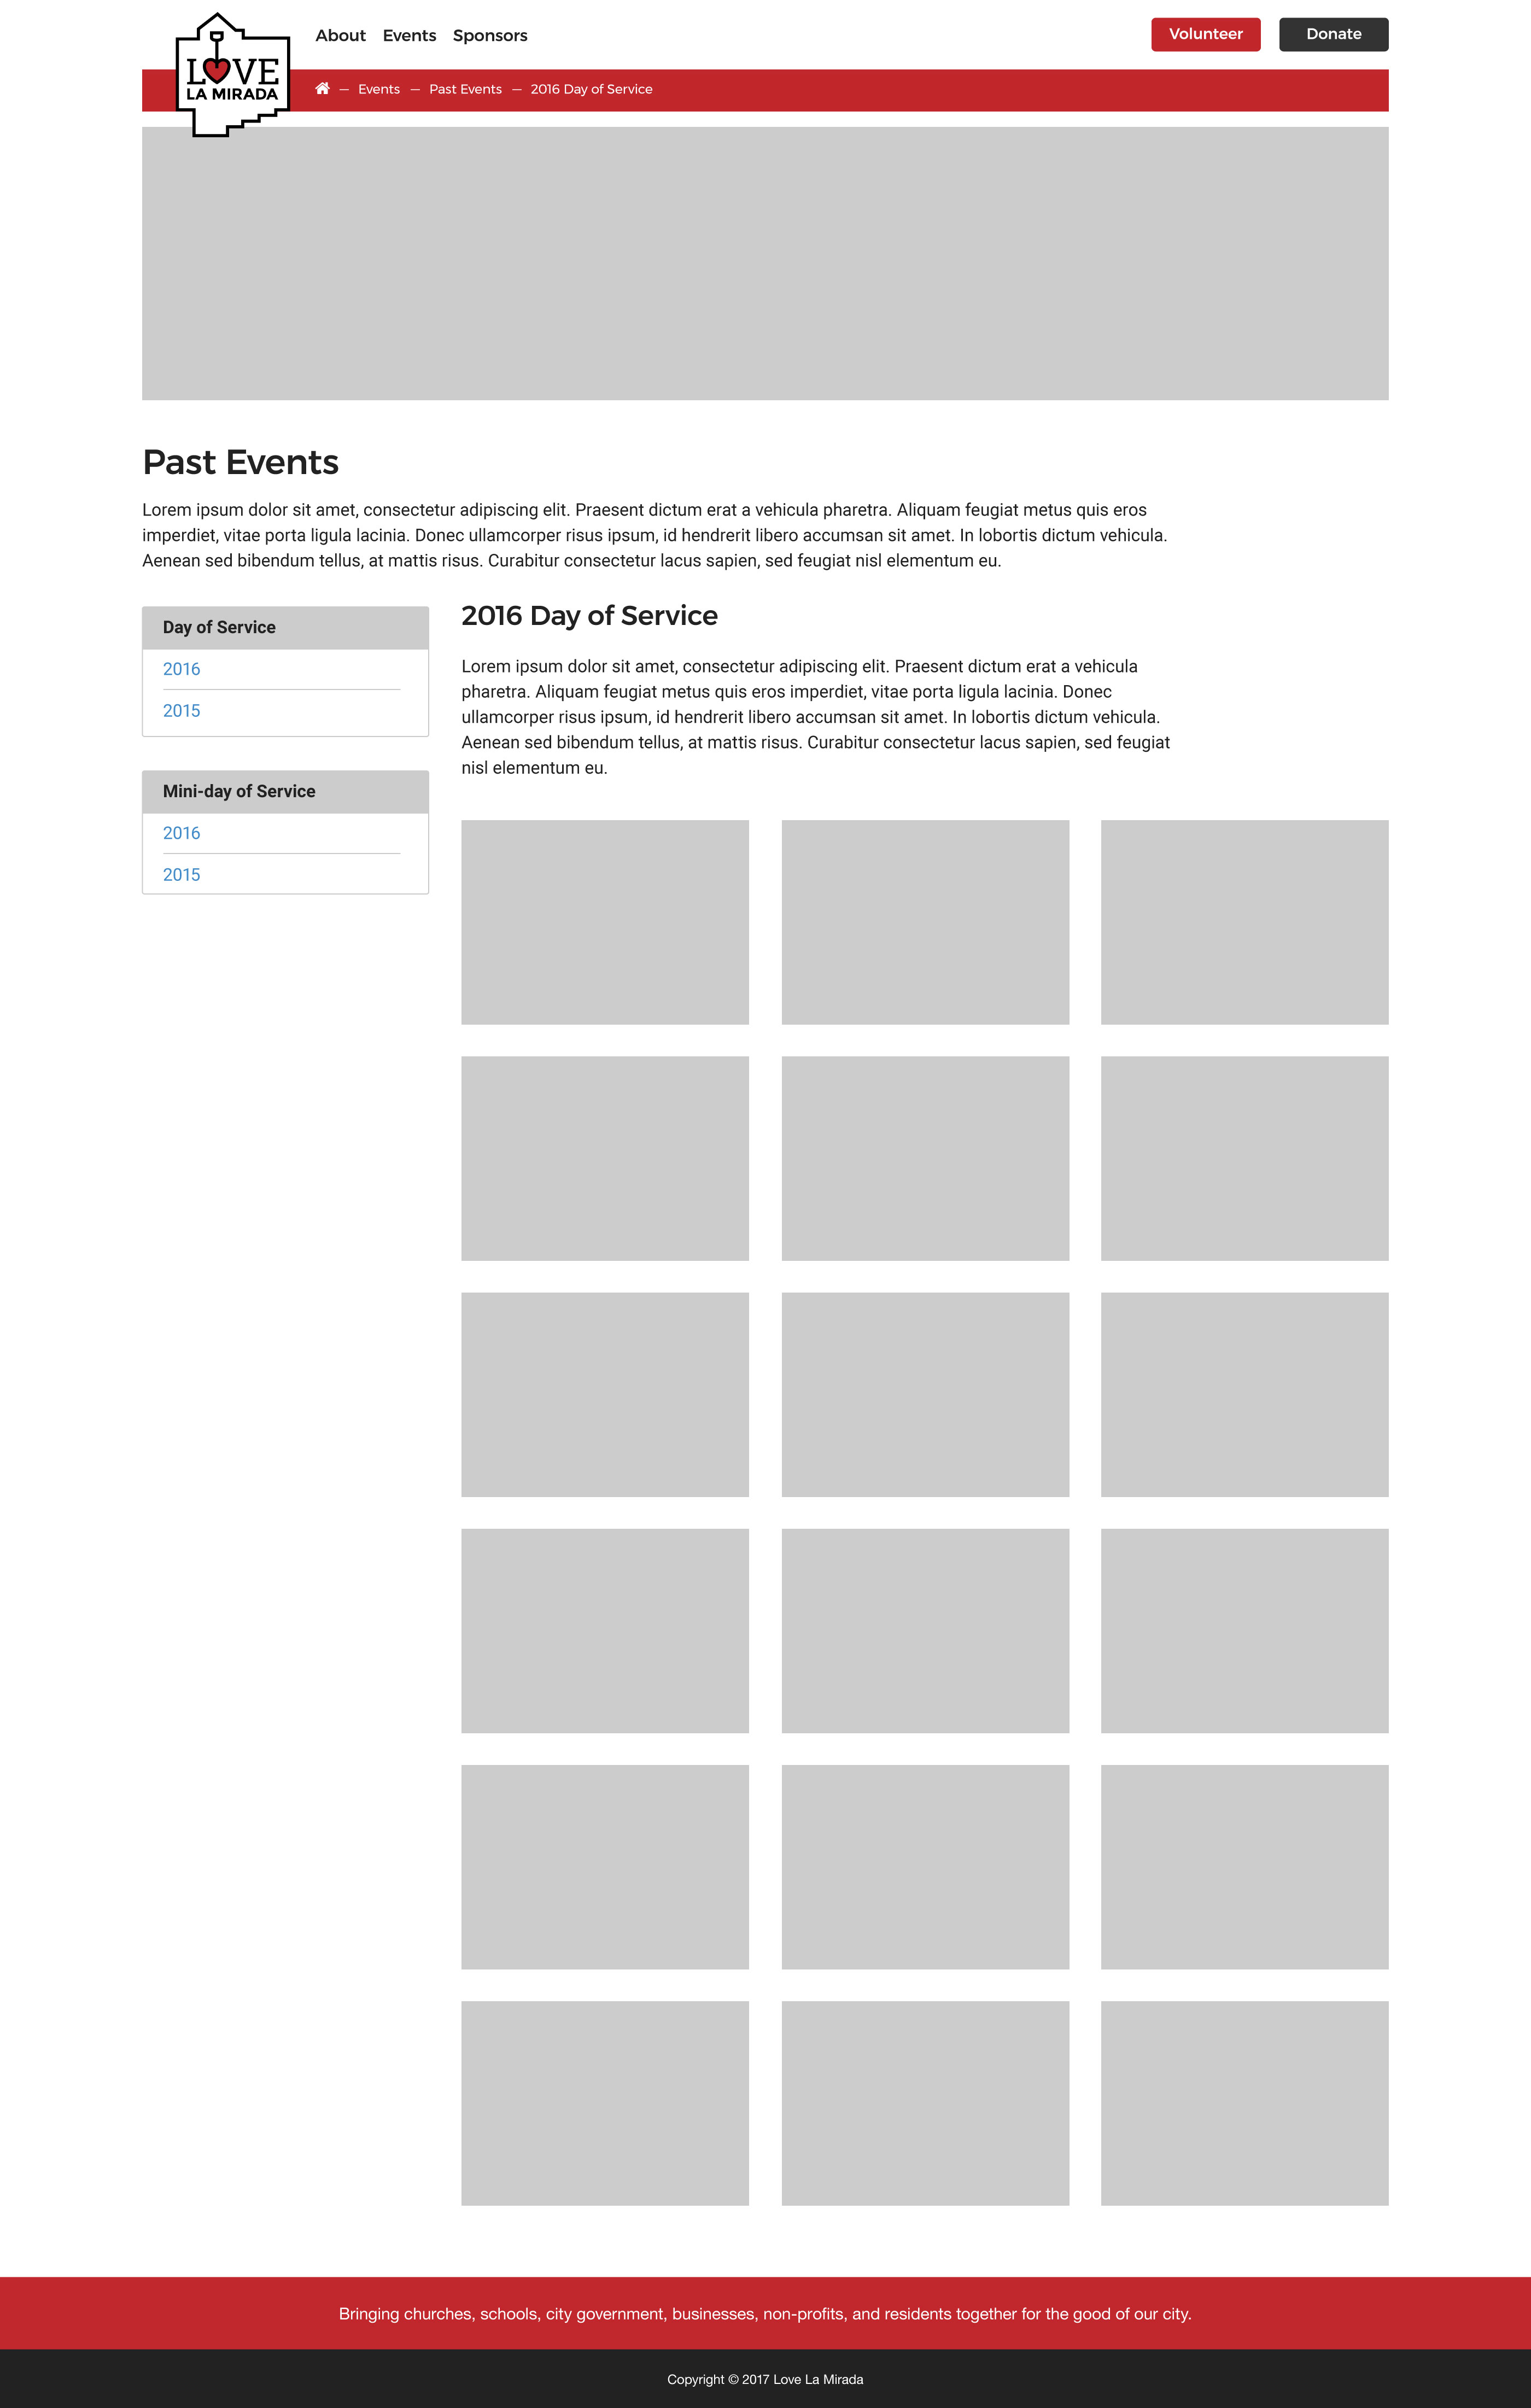 About Events Sponsors
Volunteer Donate
LOVE
LA MIRADA
— Events — Past Events — 2016 Day of Service
Past Events
Lorem ipsum dolor sit amet, consectetur adipiscing elit. Praesent dictum erat a vehicula pharetra. Aliquam feugiat metus quis eros
imperdiet, vitae porta ligula lacinia. Donec ullamcorper risus ipsum, id hendrerit libero accumsan sit amet. In lobortis dictum vehicula.
Aenean sed bibendum tellus, at mattis risus. Curabitur consectetur lacus sapien, sed feugiat nisl elementum eu.
Day of Service
2016
2015
Mini-day of Service
2016
2015
2016 Day of Service
Lorem ipsum dolor sit amet, consectetur adipiscing elit. Praesent dictum erat a vehicula
pharetra. Aliquam feugiat metus quis eros imperdiet, vitae porta ligula lacinia. Donec
ullamcorper risus ipsum, id hendrerit libero accumsan sit amet. In lobortis dictum vehicula.
Aenean sed bibendum tellus, at mattis risus. Curabitur consectetur lacus sapien, sed feugiat
nisl elementum eu.
Bringing churches, schools, city government, businesses, non-profits, and residents together for the good of our city.
Copyright © 2017 Love La Mirada